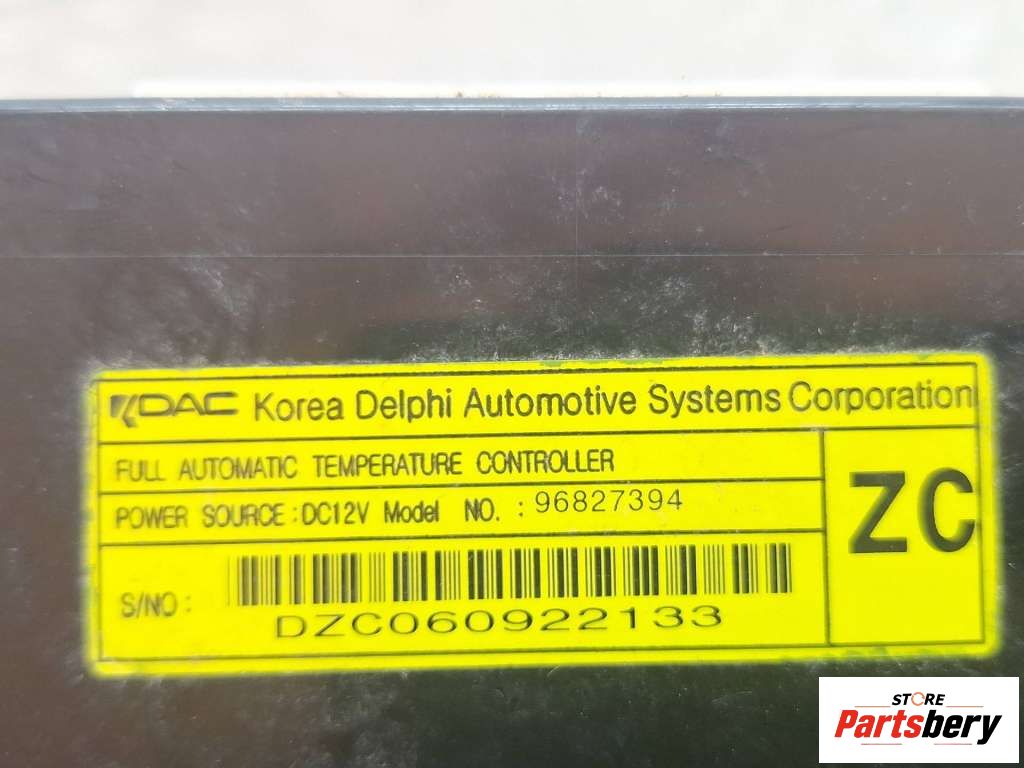 KDAC Korea Delphi Automotive Systems Corporation
FULL AUTOMATIC TEMPERATURE CONTROLLER
POWER SOURCE : DC12V Model NO. : 96827394
ZC
S/NO :
DZC060922133
STORE
Partsbery